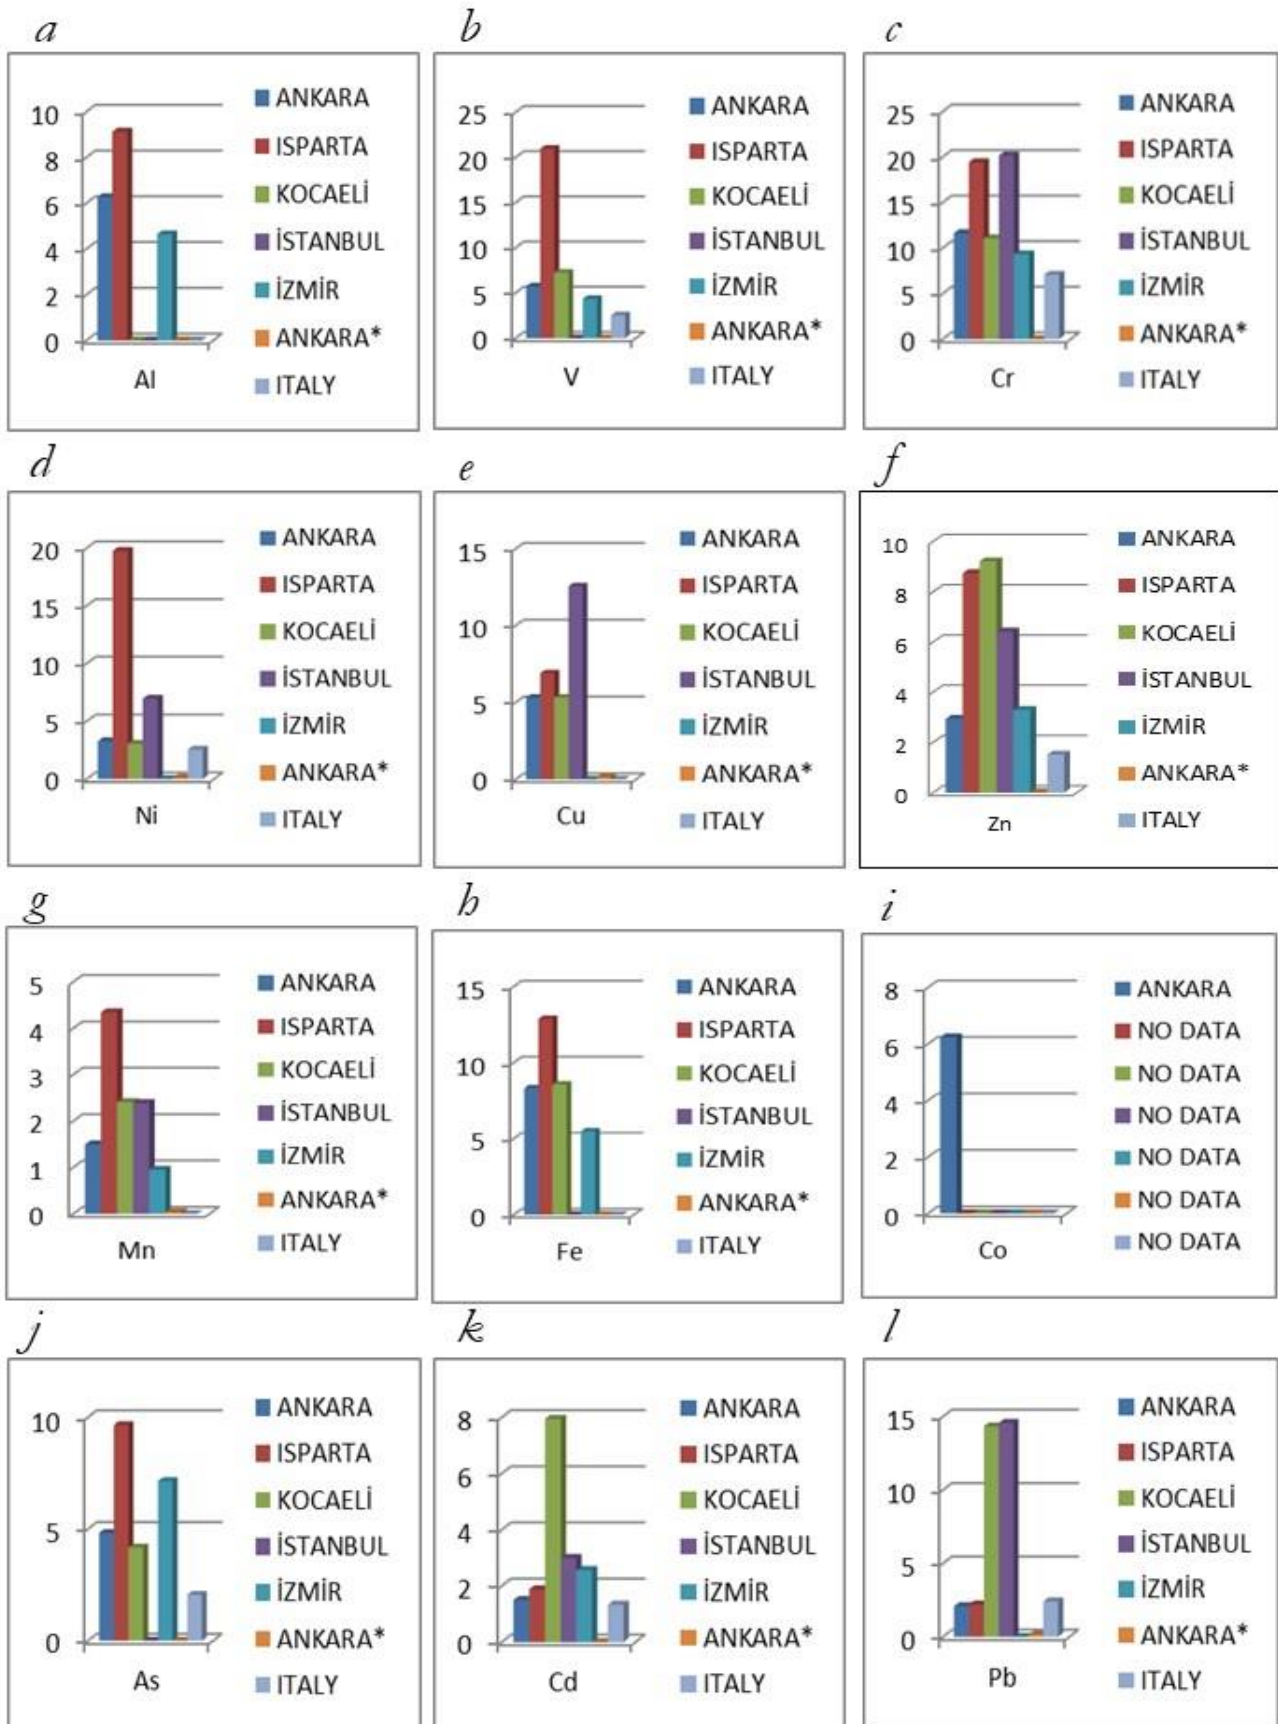 a
10
8
6
4
2
0
Al
ANKARA
ISPARTA
KOCAELİ
İSTANBUL
İZMİR
ANKARA*
ITALY
b
25
20
15
10
5
0
V
ANKARA
ISPARTA
KOCAELİ
İSTANBUL
İZMİR
ANKARA*
ITALY
c
25
20
15
10
5
0
Cr
ANKARA
ISPARTA
KOCAELİ
İSTANBUL
İZMİR
ANKARA*
ITALY
d
20
15
10
5
0
Ni
ANKARA
ISPARTA
KOCAELİ
İSTANBUL
İZMİR
ANKARA*
ITALY
e
15
10
5
0
Cu
ANKARA
ISPARTA
KOCAELİ
İSTANBUL
İZMİR
ANKARA*
ITALY
f
10
8
6
4
2
0
Zn
ANKARA
ISPARTA
KOCAELİ
İSTANBUL
İZMİR
ANKARA*
ITALY
g
5
4
3
2
1
0
Mn
ANKARA
ISPARTA
KOCAELİ
İSTANBUL
İZMİR
ANKARA*
ITALY
h
15
10
5
0
Fe
ANKARA
ISPARTA
KOCAELİ
İSTANBUL
İZMİR
ANKARA*
ITALY
i
8
6
4
2
0
Co
ANKARA
NO DATA
NO DATA
NO DATA
NO DATA
NO DATA
NO DATA
j
10
5
0
As
ANKARA
ISPARTA
KOCAELİ
İSTANBUL
İZMİR
ANKARA*
ITALY
k
8
6
4
2
0
Cd
ANKARA
ISPARTA
KOCAELİ
İSTANBUL
İZMİR
ANKARA*
ITALY
l
15
10
5
0
Pb
ANKARA
ISPARTA
KOCAELİ
İSTANBUL
İZMİR
ANKARA*
ITALY